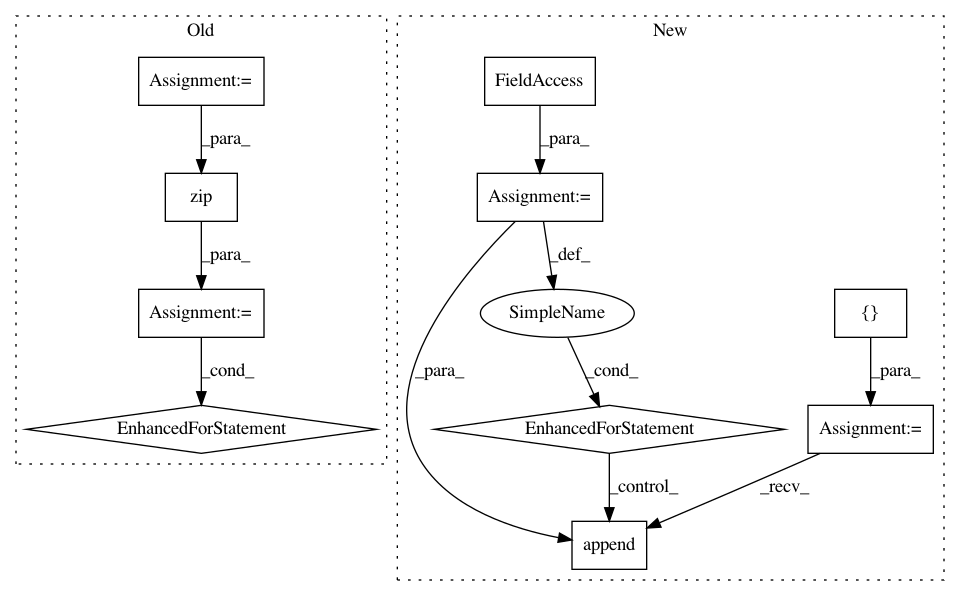 Old
Assignment:=
_para_
zip
_para_
Assignment:=
_cond_
EnhancedForStatement
New
FieldAccess
_para_
Assignment:=
_def_
SimpleName
{}
_para_
_cond_
_para_
EnhancedForStatement
Assignment:=
_control_
_recv_
append